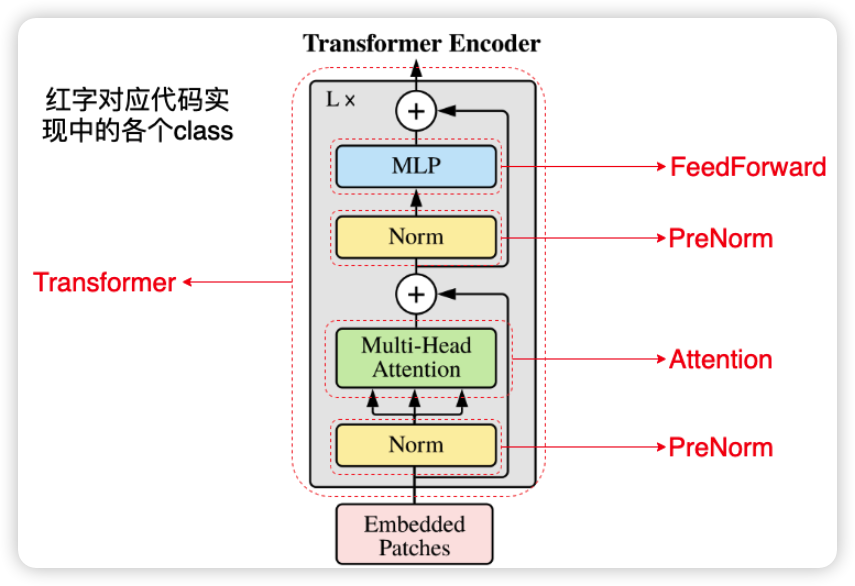 Transformer Encoder
红字对应代码实
现中的各个class
L ×
+
MLP
FeedForward
Norm
PreNorm
Transformer
+
Multi-Head
Attention
Attention
Norm
PreNorm
Embedded
Patches